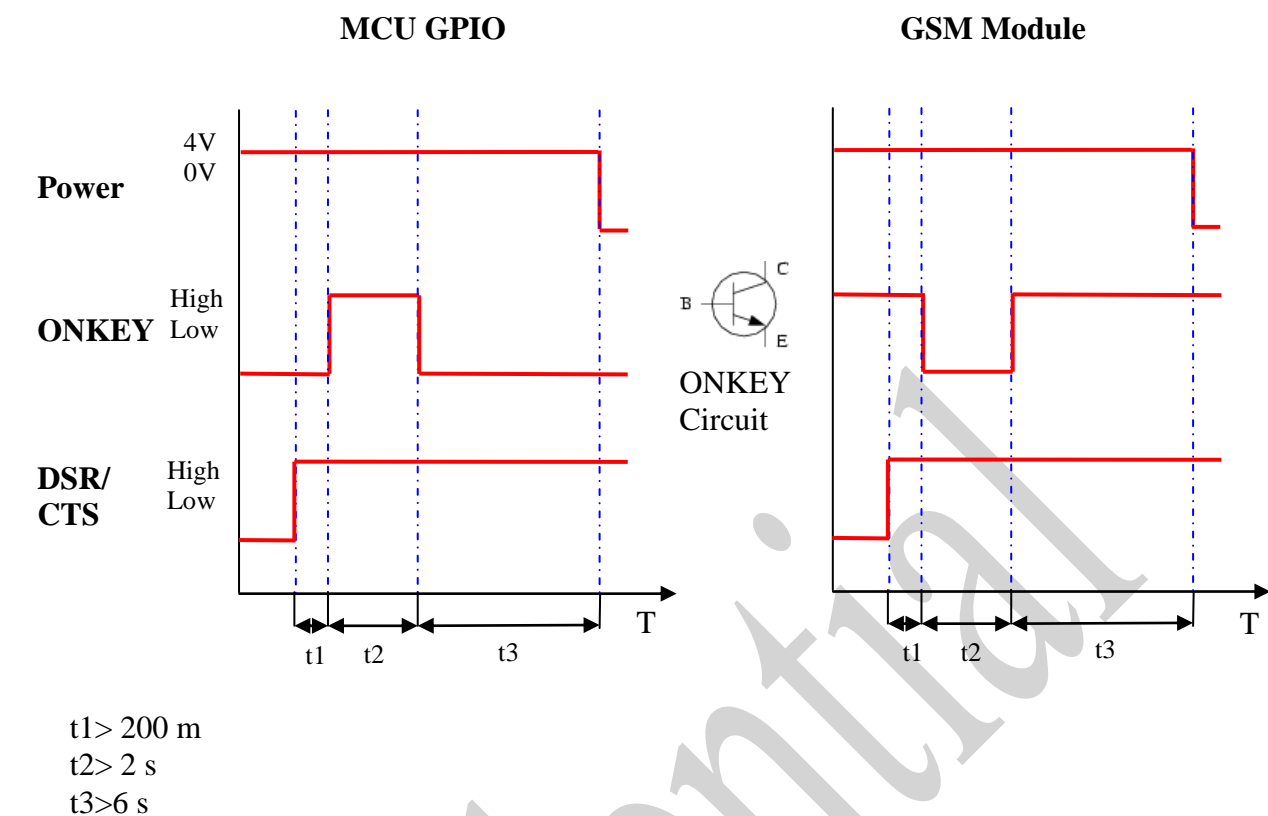 MCU GPIO
GSM Module
4V
0V
Power
High
Low
ONKEY
B
C
E
ONKEY
Circuit
DSR/
CTS
High
Low
T
t1
t2
t3
T
t1
t2
t3
t1> 200 m
t2> 2 s
t3>6 s
ntial